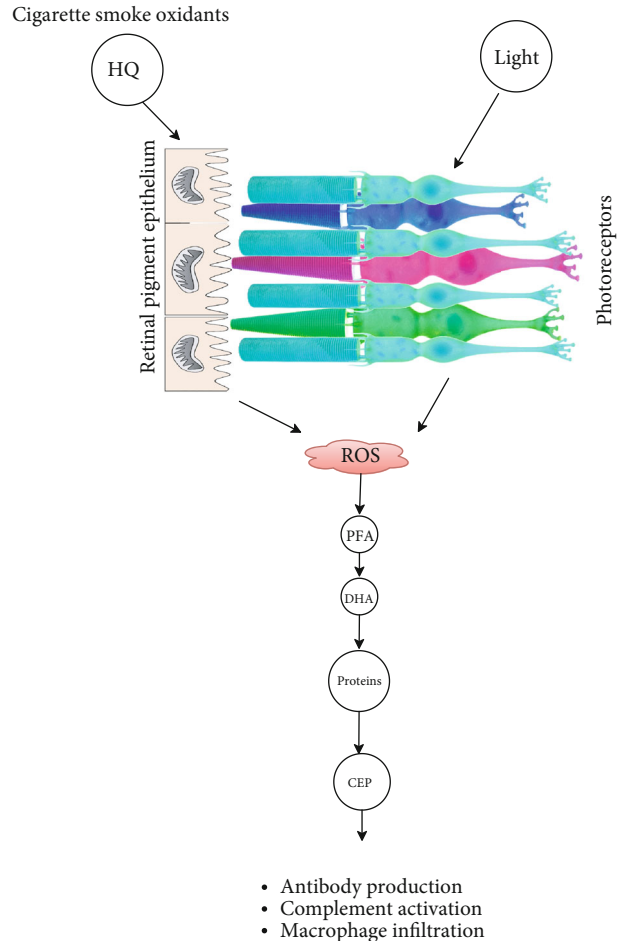 Cigarette smoke oxidants
HQ
Light
Retinal pigment epithelium
Photoreceptors
ROS
PFA
DHA
Proteins
CEP
• Antibody production
• Complement activation
• Macrophage infiltration